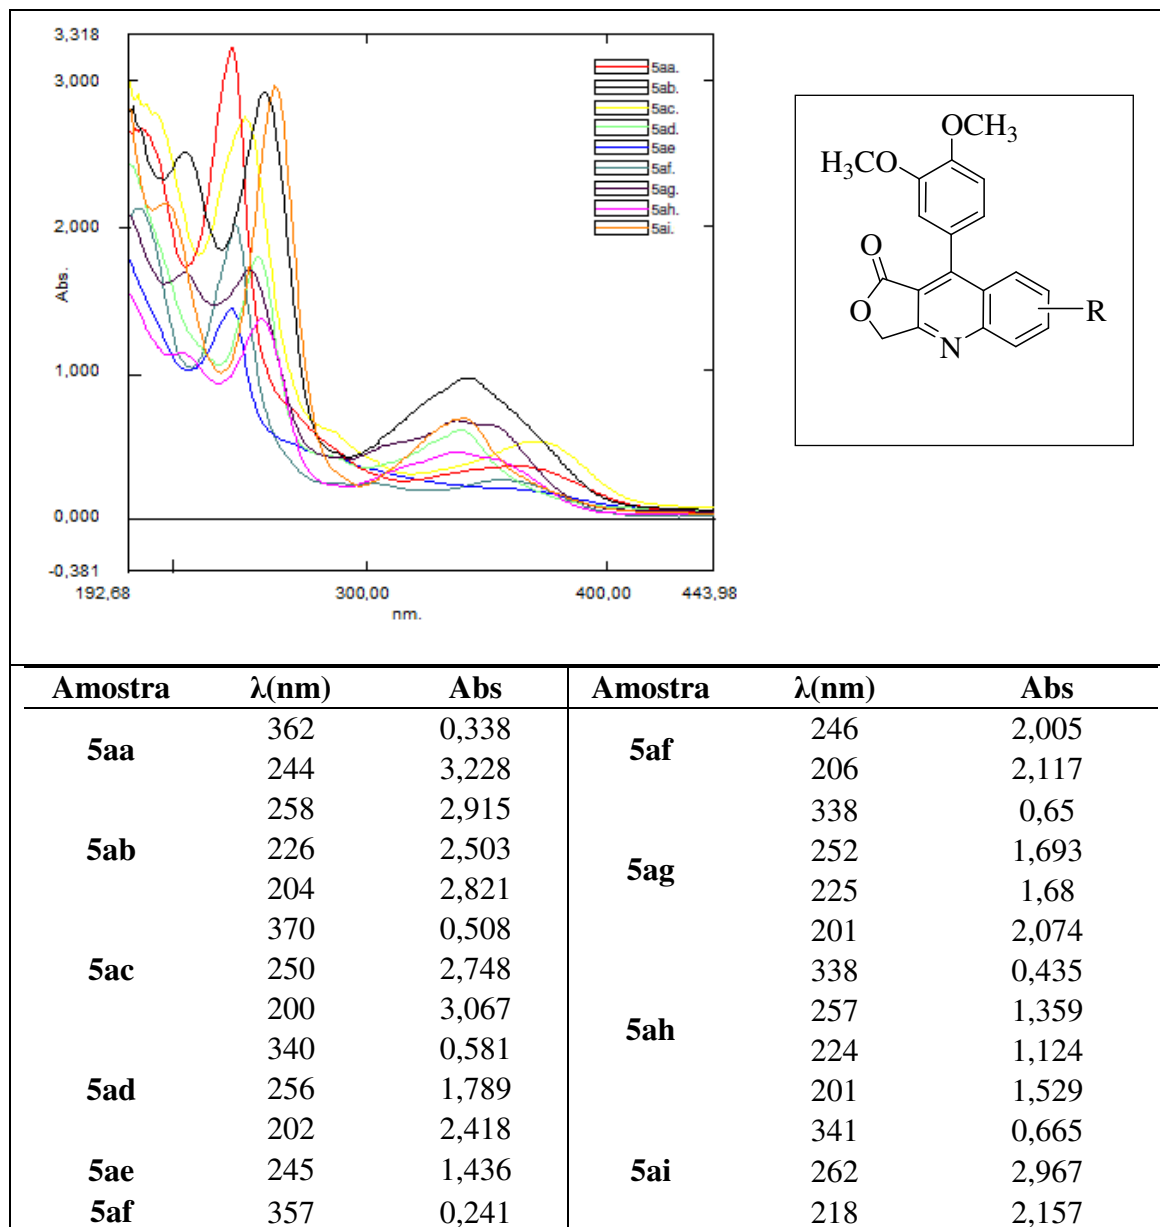 3,318
3,000
2,000
1,000
0,000
-0,381
Abs.
192,68
300,00
400,00
443,98
nm.
5aa.
5ab.
5ac.
5ad.
5ae
5af.
5ag.
5ah.
5ai.
OCH3
H3CO
O
O
N
R
Amostra λ(nm) Abs Amostra λ(nm) Abs
5aa 362 0,338 5af 246 2,005
244 3,228 206 2,117
5ab 258 2,915 5ag 338 0,65
226 2,503 252 1,693
204 2,821 225 1,68
5ac 370 0,508 201 2,074
250 2,748 5ah 338 0,435
200 3,067 257 1,359
5ad 340 0,581 224 1,124
256 1,789 201 1,529
202 2,418 5ai 341 0,665
5ae 245 1,436 262 2,967
5af 357 0,241 218 2,157